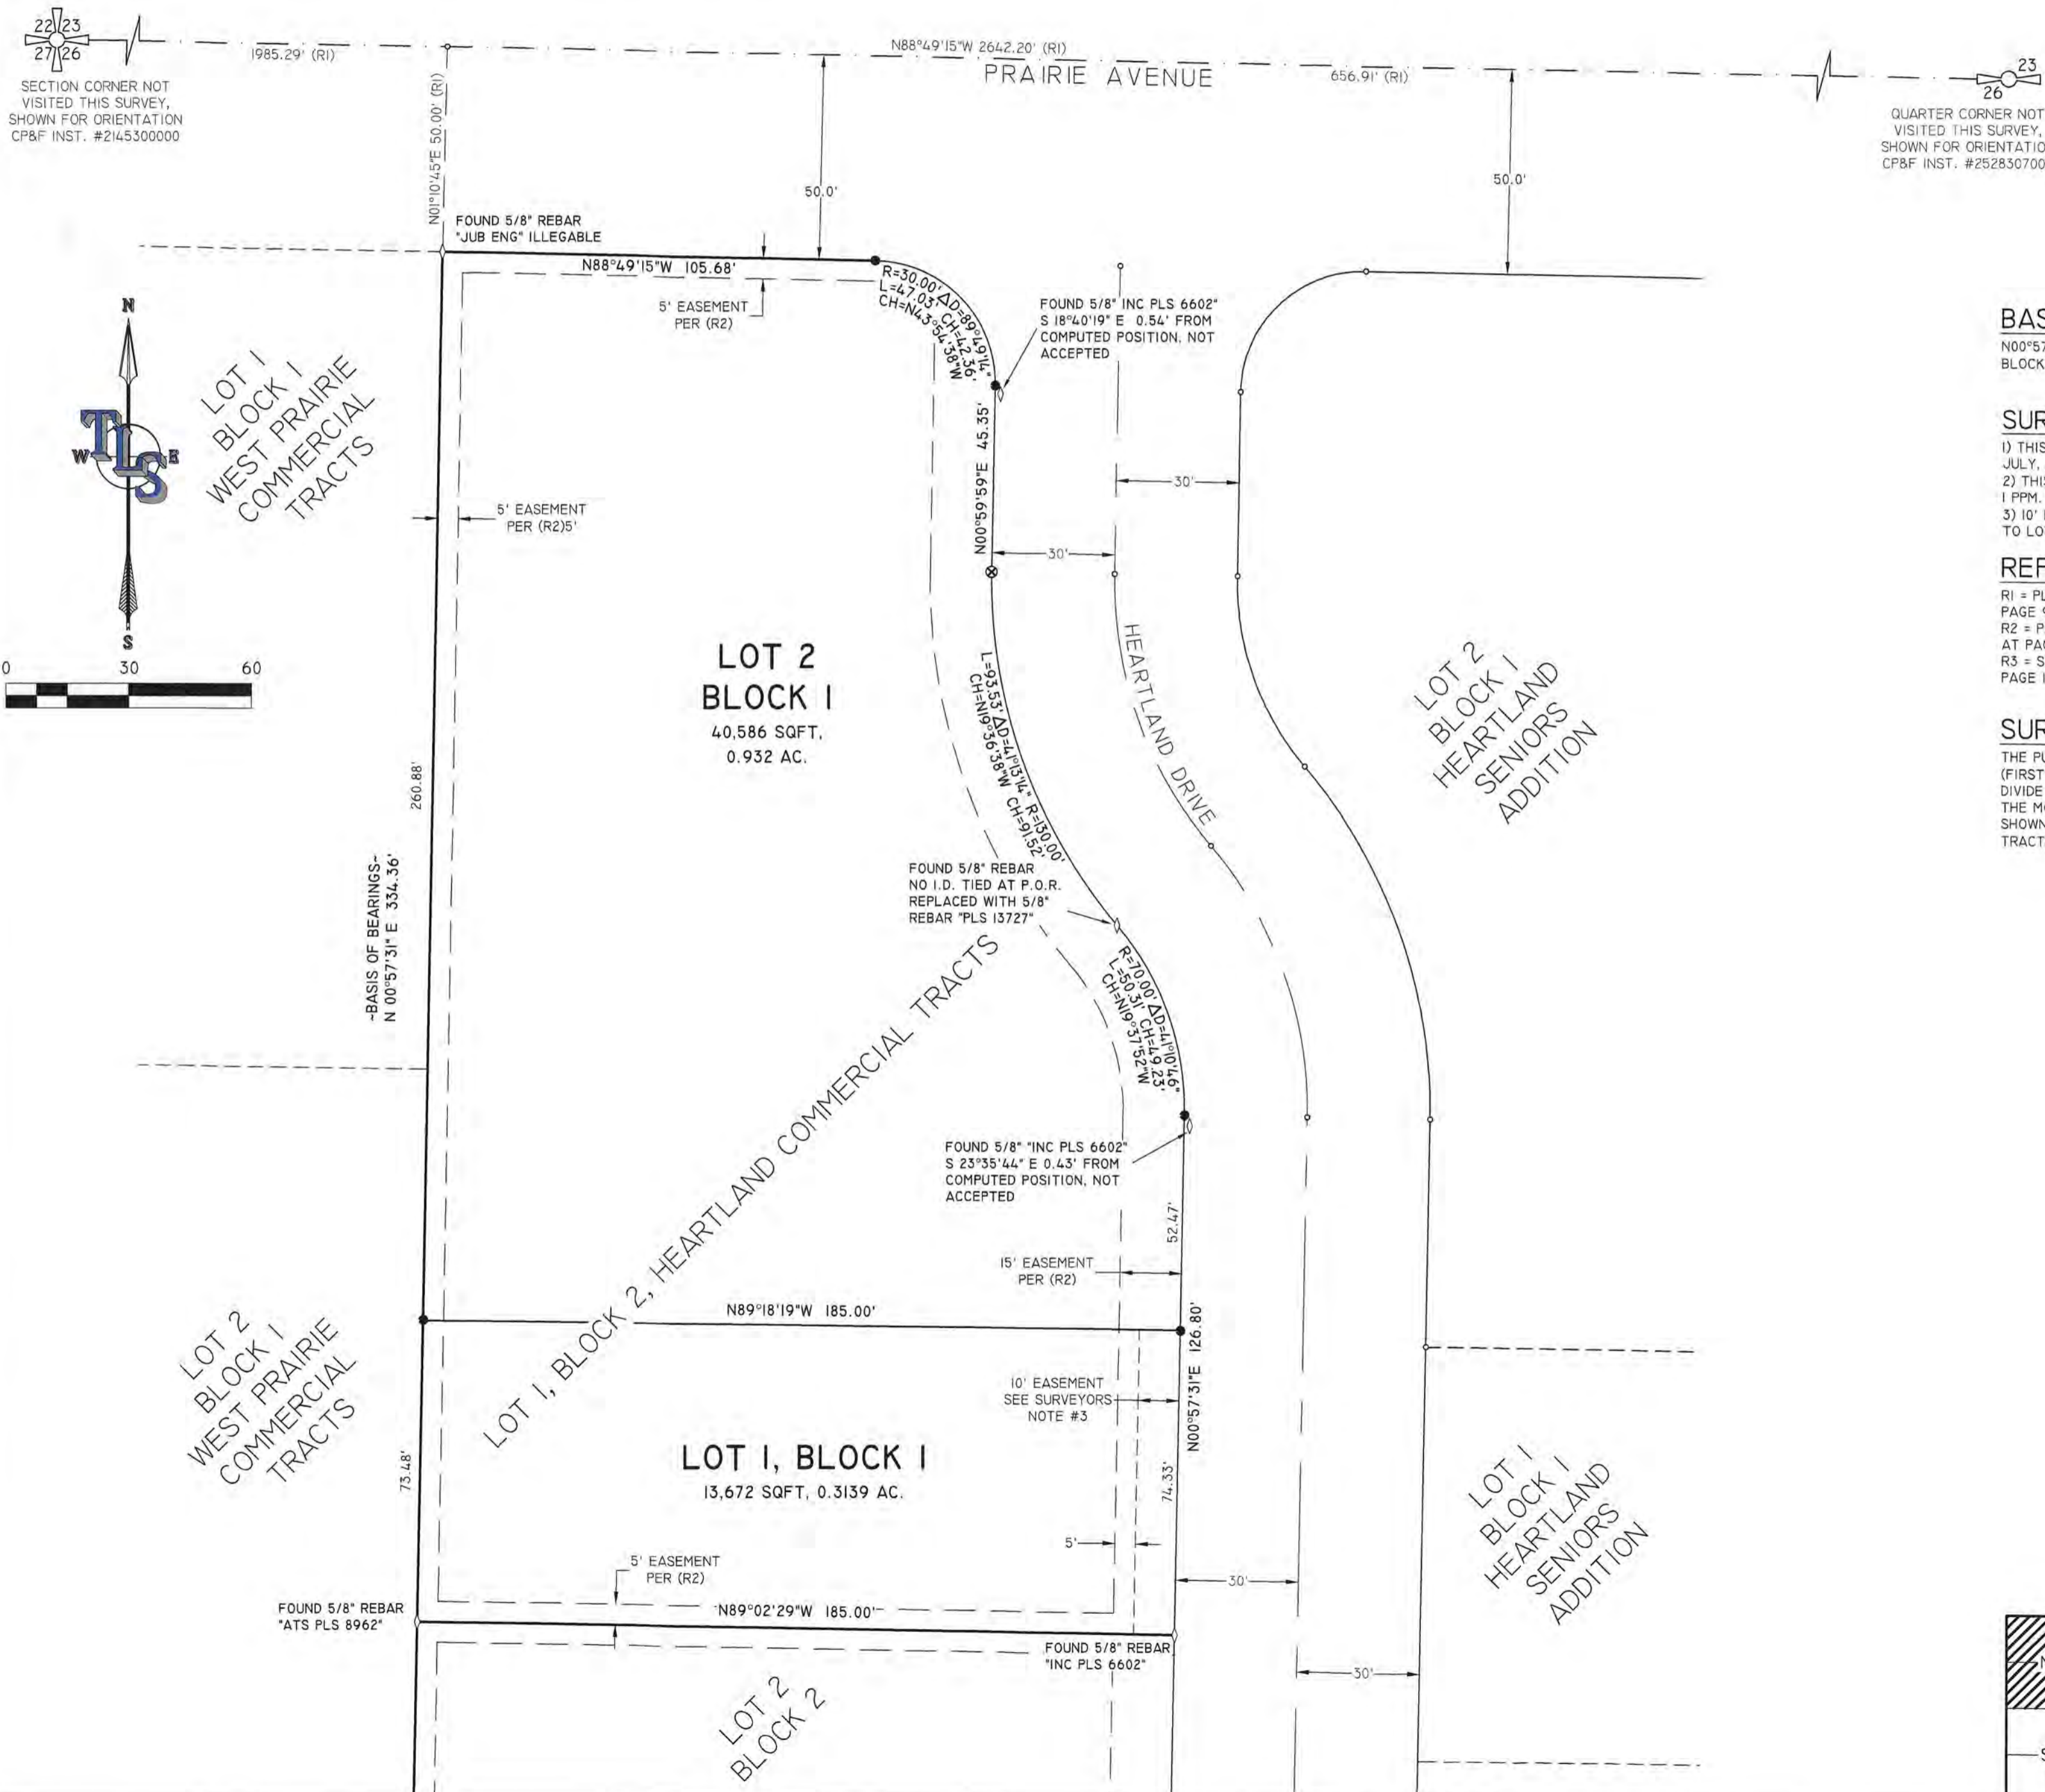 22 23
27 26
SECTION CORNER NOT
VISITED THIS SURVEY,
SHOWN FOR ORIENTATION
CP&F INST. #2145300000
1985.29' (R1)
N88°49'15"W 2642.20' (R1)
PRAIRIE AVENUE
656.91' (R1)
23
26
QUARTER CORNER NOT
VISITED THIS SURVEY,
SHOWN FOR ORIENTATIO
CP&F INST. #252830700
N01°10'45"E 50.00' (R1)
50.0'
50.0'
FOUND 5/8" REBAR
"JUB ENG" ILLEGABLE
N88°49'15"W 105.68'
5' EASEMENT
PER (R2)
R=30.00' ΔD=89°49'14"
L=47.03' CH=42.36'
CH=N43°54'38"W
FOUND 5/8" INC PLS 6602"
S 18°40'19" E 0.54' FROM
COMPUTED POSITION, NOT
ACCEPTED
N
W E
TLS
S
0 30 60
LOT 1
BLOCK 1
WEST PRAIRIE
COMMERCIAL
TRACTS
5' EASEMENT
PER (R2)5'
N00°59'59"E 45.35'
30'
30'
HEARTLAND DRIVE
LOT 2
BLOCK 1
40,586 SQFT,
0.932 AC.
L=93.53' ΔD=41°13'14" R=130.00'
CH=N19°36'38"W CH=91.52'
LOT 2
BLOCK 1
HEARTLAND
SENIORS
ADDITION
260.88'
~BASIS OF BEARINGS~
N 00°57'31" E 334.36'
FOUND 5/8" REBAR
NO I.D. TIED AT P.O.R.
REPLACED WITH 5/8"
REBAR "PLS 13727"
R=70.00' ΔD=41°10'46"
L=50.31' CH=49.23'
CH=N19°37'52"W
LOT 1, BLOCK 2, HEARTLAND COMMERCIAL TRACTS
FOUND 5/8" "INC PLS 6602"
S 23°35'44" E 0.43' FROM
COMPUTED POSITION, NOT
ACCEPTED
52.47'
15' EASEMENT
PER (R2)
N89°18'19"W 185.00'
N00°57'31"E 126.80'
10' EASEMENT
SEE SURVEYORS
NOTE #3
LOT 2
BLOCK 1
WEST PRAIRIE
COMMERCIAL
TRACTS
73.48'
LOT 1, BLOCK 1
13,672 SQFT, 0.3139 AC.
74.33'
5'
30'
LOT 1
BLOCK 1
HEARTLAND
SENIORS
ADDITION
5' EASEMENT
PER (R2)
N89°02'29"W 185.00'
FOUND 5/8" REBAR
"ATS PLS 8962"
FOUND 5/8" REBAR
"INC PLS 6602"
30'
LOT 2
BLOCK 2
BAS
N00°57
BLOCK
SUR
1) THIS
JULY,
2) THI
1 PPM.
3) 10'
TO LO
REF
R1 = PL
PAGE
R2 = P
AT PA
R3 = S
PAGE 1
SUR
THE PU
(FIRST
DIVIDE
THE M
SHOWN
TRACT